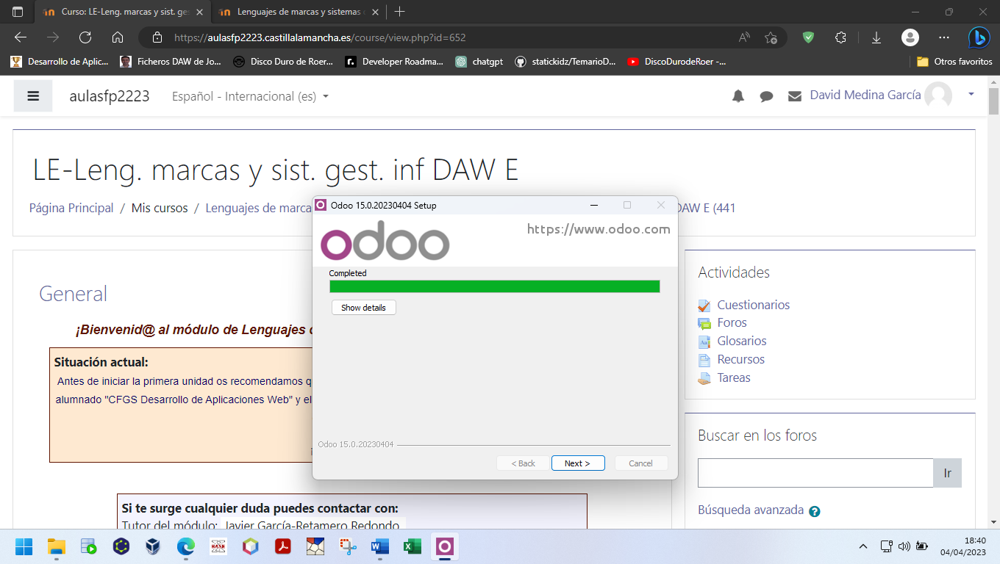 Curso: LE-Leng. marcas y sist. ge
Lenguajes de marcas y sistemas
https://aulasfp2223.castillalamancha.es/course/view.php?id=652
Desarrollo de Aplic... Ficheros DAW de Jo... Disco Duro de Roer... Developer Roadma... chatgpt statickidz/TemarioD... DiscoDurodeRoer -... Otros favoritos
aulasfp2223 Español - Internacional (es) David Medina García
LE-Leng. marcas y sist. gest. inf DAW E
Página Principal / Mis cursos / Lenguajes de marca
DAW E (441
Odoo 15.0.20230404 Setup
odoo
https://www.odoo.com
Completed
Show details
Odoo 15.0.20230404
< Back Next > Cancel
General
¡Bienvenid@ al módulo de Lenguajes
Situación actual:
Antes de iniciar la primera unidad os recomendamos q
alumnado "CFGS Desarrollo de Aplicaciones Web" y el
Si te surge cualquier duda puedes contactar con:
Tutor del módulo: Javier García-Retamero Redondo
Actividades
Cuestionarios
Foros
Glosarios
Recursos
Tareas
Buscar en los foros
Ir
Búsqueda avanzada
18:40
04/04/2023